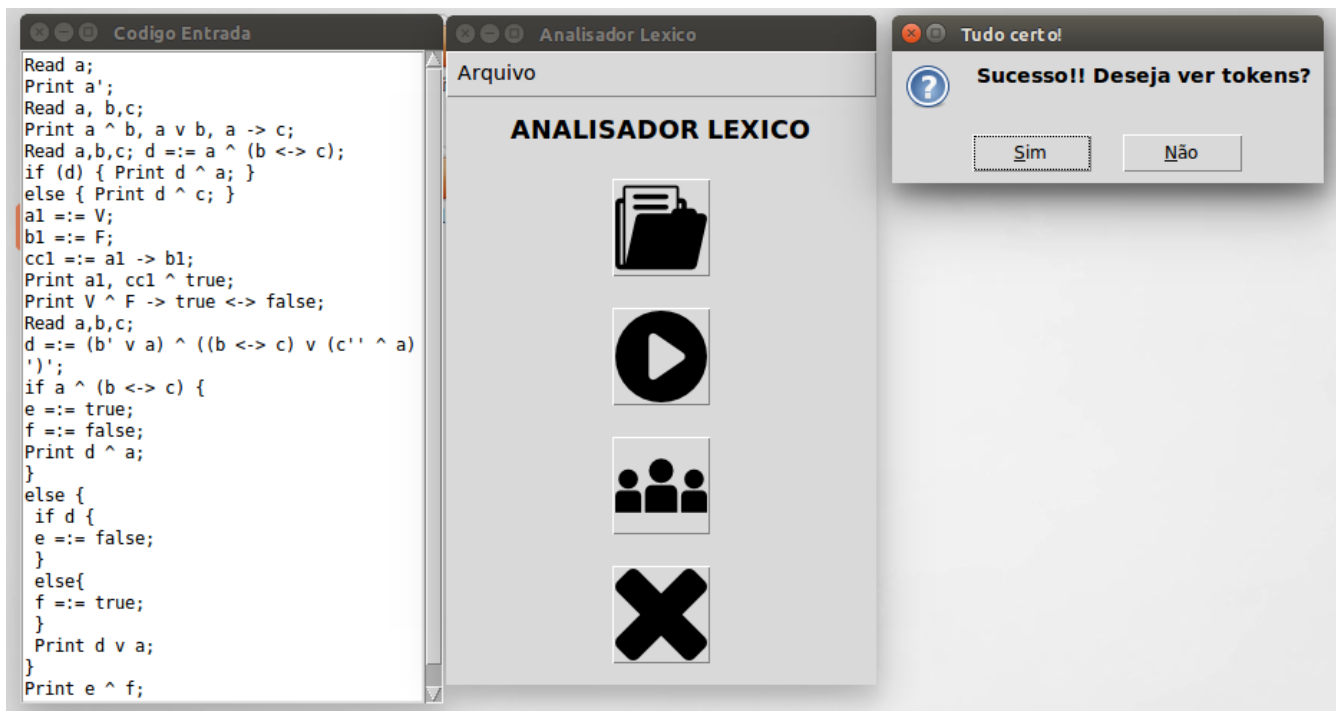 Codigo Entrada
Read a;
Print a';
Read a, b,c;
Print a ^ b, a v b, a -> c;
Read a,b,c; d =:= a ^ (b <-> c);
if (d) { Print d ^ a; }
else { Print d ^ c; }
a1 =:= V;
b1 =:= F;
cc1 =:= a1 -> b1;
Print a1, cc1 ^ true;
Print V ^ F -> true <-> false;
Read a,b,c;
d =:= (b' v a) ^ ((b <-> c) v (c'' ^ a)
')';
if a ^ (b <-> c) {
e =:= true;
f =:= false;
Print d ^ a;
}
else {
 if d {
 e =:= false;
 }
 else{
 f =:= true;
 }
 Print d v a;
}
Print e ^ f;
Analisador Lexico
Arquivo
ANALISADOR LEXICO
Tudo certo!
Sucesso!! Deseja ver tokens?
Sim
Não